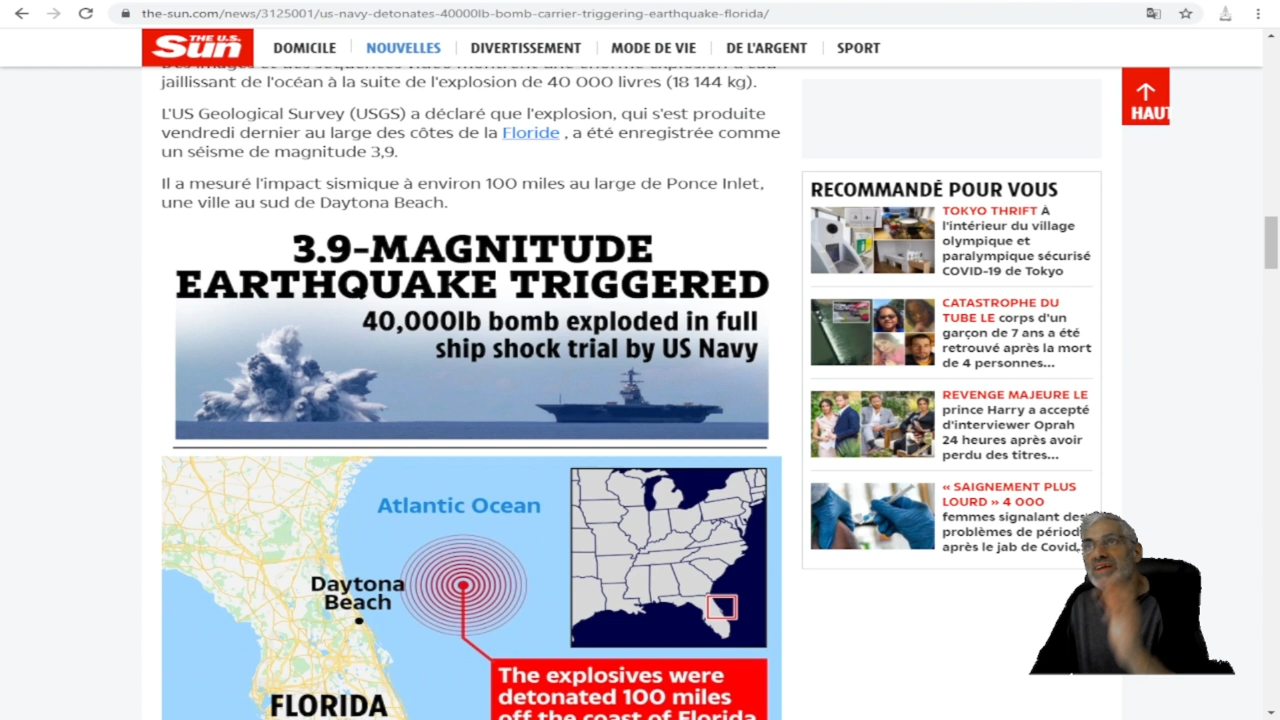 the-sun.com/news/3125001/us-navy-detonates-40000lb-bomb-carrier-triggering-earthquake-florida/
THE U.S. Sun
DOMICILE
NOUVELLES
DIVERTISSEMENT
MODE DE VIE
DE L'ARGENT
SPORT
jaillissant de l'océan à la suite de l'explosion de 40 000 livres (18 144 kg).
L'US Geological Survey (USGS) a déclaré que l'explosion, qui s'est produite
vendredi dernier au large des côtes de la Floride , a été enregistrée comme
un séisme de magnitude 3,9.
Il a mesuré l'impact sismique à environ 100 miles au large de Ponce Inlet,
une ville au sud de Daytona Beach.
3.9-MAGNITUDE
EARTHQUAKE TRIGGERED
40,000lb bomb exploded in full
ship shock trial by US Navy
Atlantic Ocean
Daytona
Beach
FLORIDA
The explosives were
detonated 100 miles
off the coast of Florida
HAUT
RECOMMANDÉ POUR VOUS
TOKYO THRIFT À
l'intérieur du village
olympique et
paralympique sécurisé
COVID-19 de Tokyo
CATASTROPHE DU
TUBE LE corps d'un
garçon de 7 ans a été
retrouvé après la mort
de 4 personnes...
REVENGE MAJEURE LE
prince Harry a accepté
d'interviewer Oprah
24 heures après avoir
perdu des titres...
« SAIGNEMENT PLUS
LOURD » 4 000
femmes signalant des
problèmes de période
après le jab de Covid,